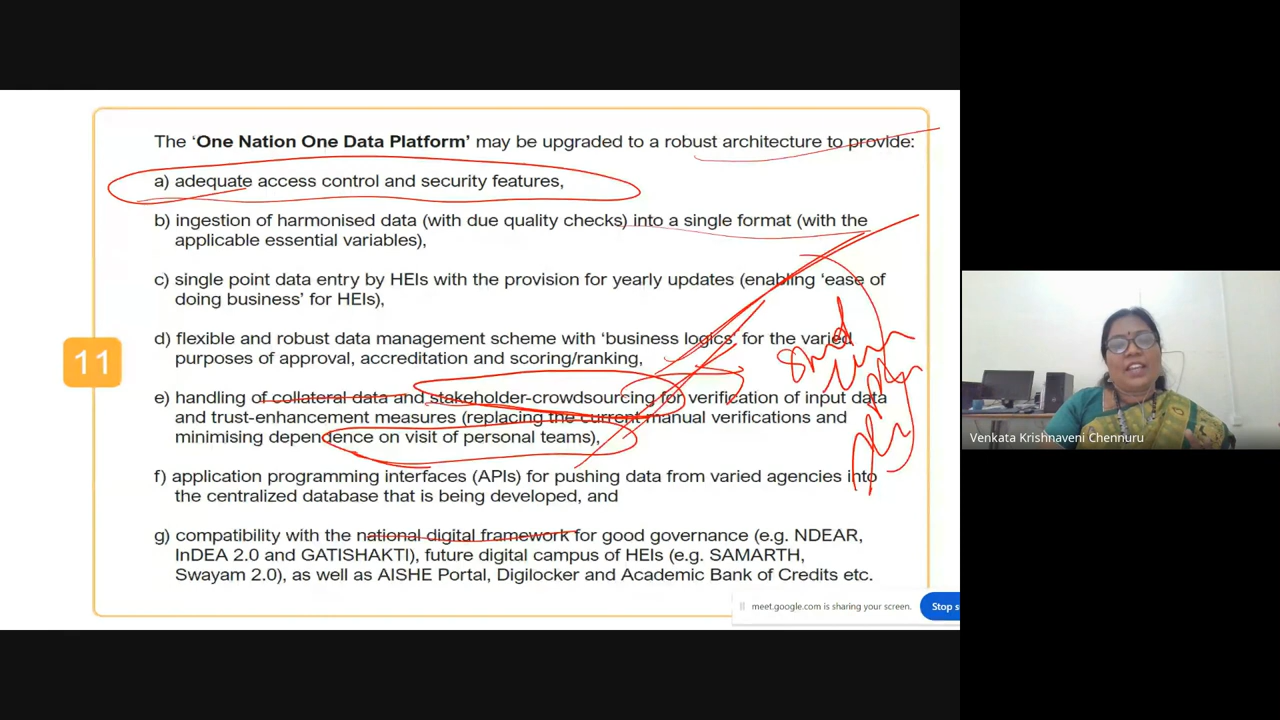 The ‘One Nation One Data Platform’ may be upgraded to a robust architecture to provide:
a) adequate access control and security features,
b) ingestion of harmonised data (with due quality checks) into a single format (with the
applicable essential variables),
c) single point data entry by HEIs with the provision for yearly updates (enabling ‘ease of
doing business’ for HEIs),
11
d) flexible and robust data management scheme with ‘business logics’ for the varied
purposes of approval, accreditation and scoring/ranking,
e) handling of collateral data and stakeholder-crowdsourcing for verification of input data
and trust-enhancement measures (replacing the current manual verifications and
minimising dependence on visit of personal teams),
f) application programming interfaces (APIs) for pushing data from varied agencies into
the centralized database that is being developed, and
g) compatibility with the national digital framework for good governance (e.g. NDEAR,
InDEA 2.0 and GATISHAKTI), future digital campus of HEIs (e.g. SAMARTH,
Swayam 2.0), as well as AISHE Portal, Digilocker and Academic Bank of Credits etc.
meet.google.com is sharing your screen.
Stop s
Venkata Krishnaveni Chennuru